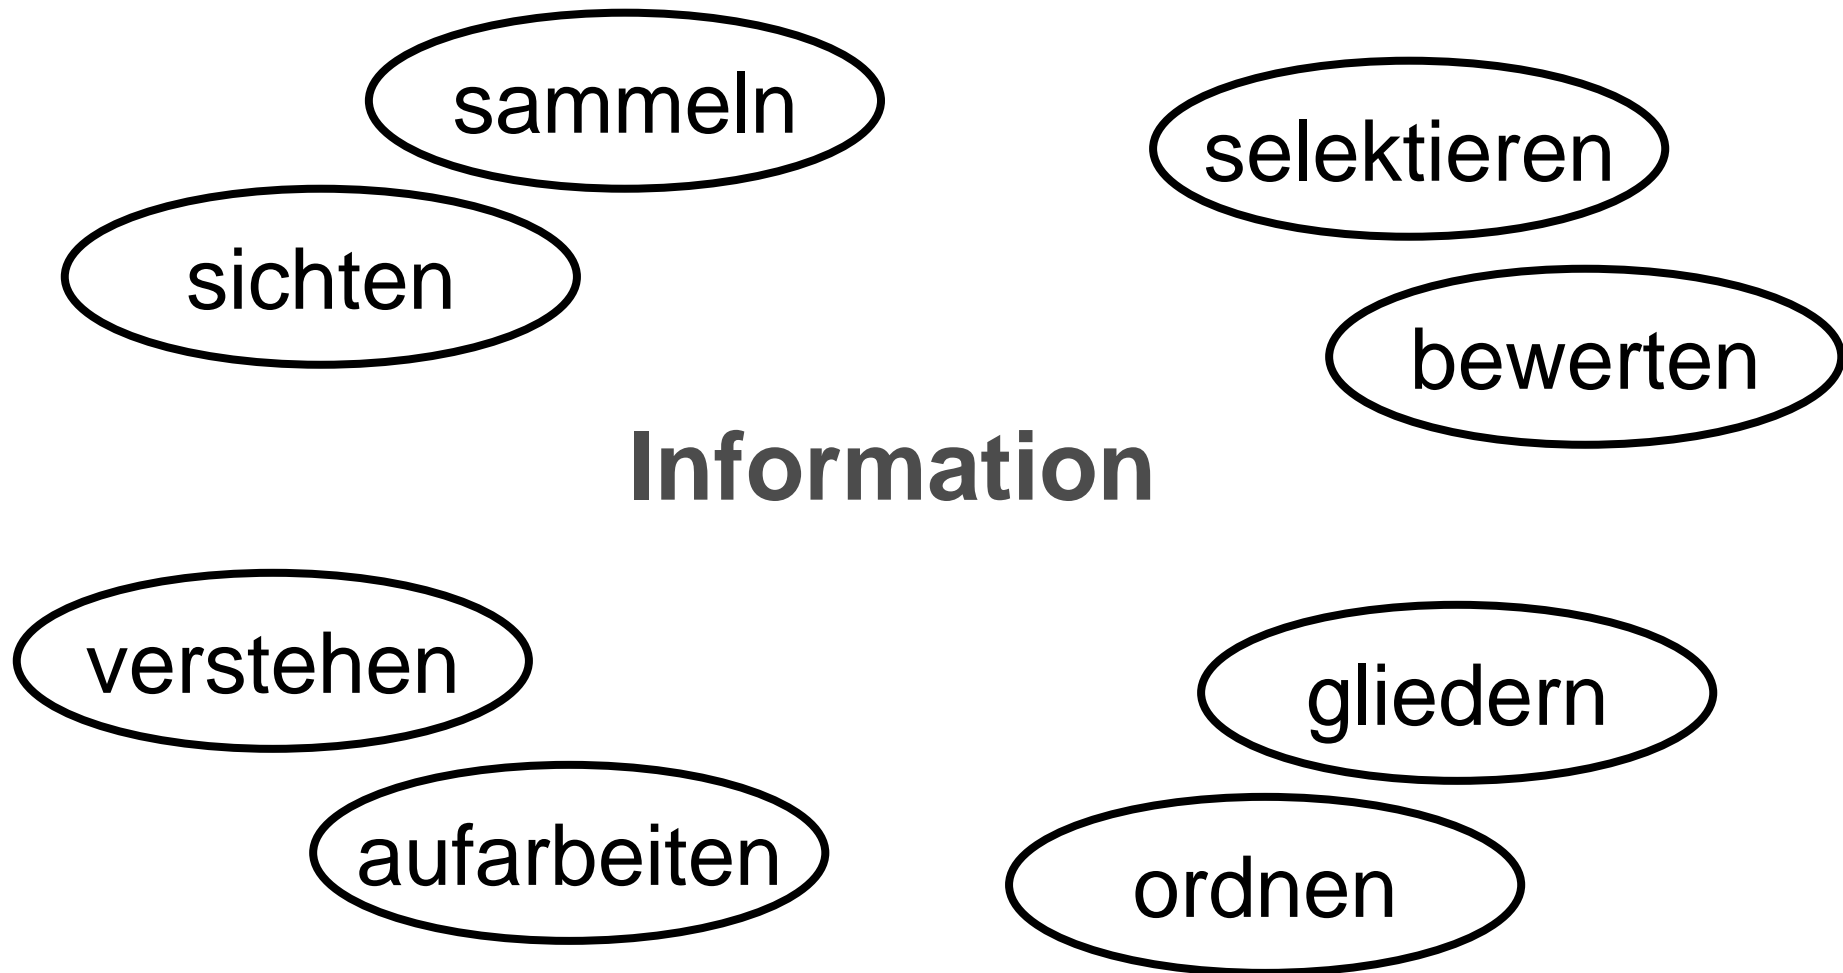 sammeln
selektieren
sichten
bewerten
Information
verstehen
gliedern
aufarbeiten
ordnen